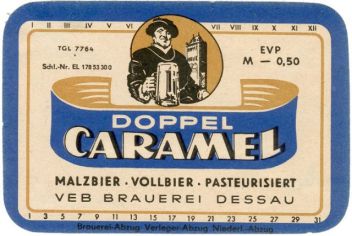 I II III IV V VI VII VIII IX X XI XII
TGL 7764
EVP
Schl.-Nr. EL 178 53 30 0
M — 0,50
DOPPEL
CARAMEL
MALZBIER · VOLLBIER · PASTEURISIERT
VEB BRAUEREI DESSAU
1 3 5 7 9 11 13 15 17 19 21 23 25 27 29 31
Brauerei-Abzug Verleger-Abzug Niederl.-Abzug